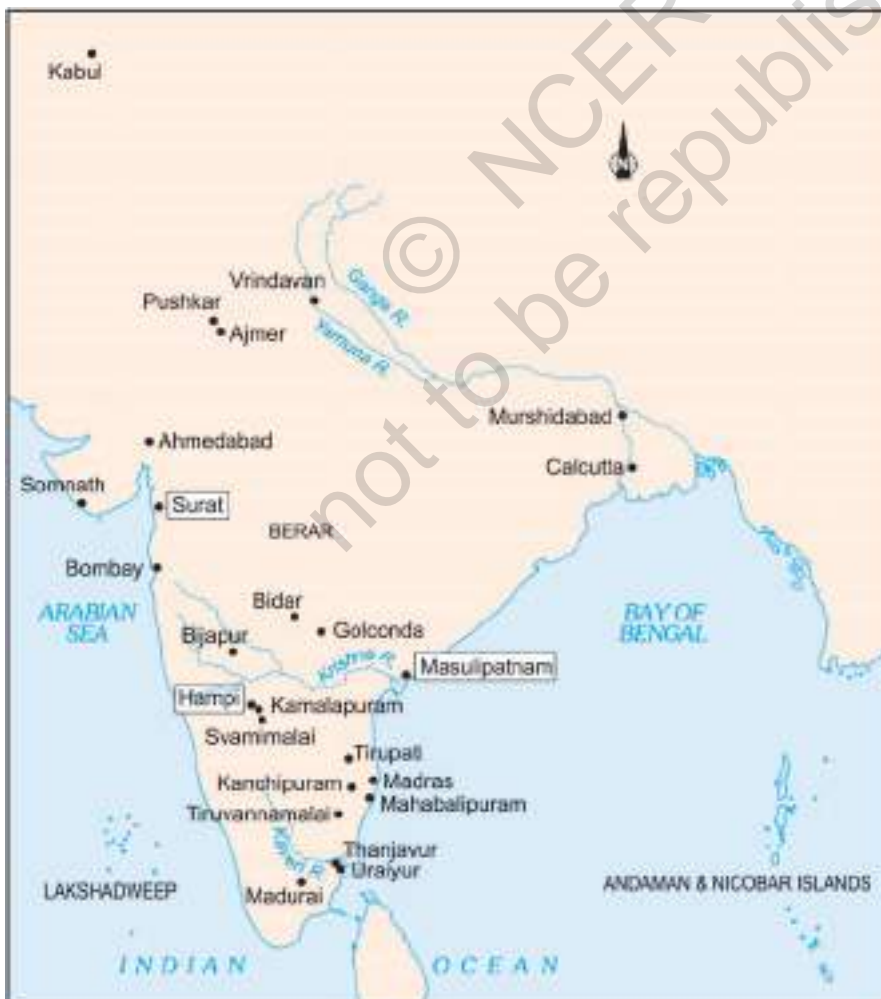 © NCER
not to be republis
Kabul
N
Vrindavan
Ganga R.
Pushkar
Ajmer
Yamuna R.
Murshidabad
Ahmedabad
Calcutta
Somnath
Surat
BERAR
Bombay
Bidar
ARABIAN
SEA
Golconda
BAY OF
BENGAL
Bijapur
Krishna R.
Masulipatnam
Hampi
Kamalapuram
Svamimalai
Tirupati
Kanchipuram
Madras
Mahabalipuram
Tiruvannamalai
Kaveri R.
Thanjavur
Uraiyur
LAKSHADWEEP
Madurai
ANDAMAN & NICOBAR ISLANDS
INDIAN OCEAN